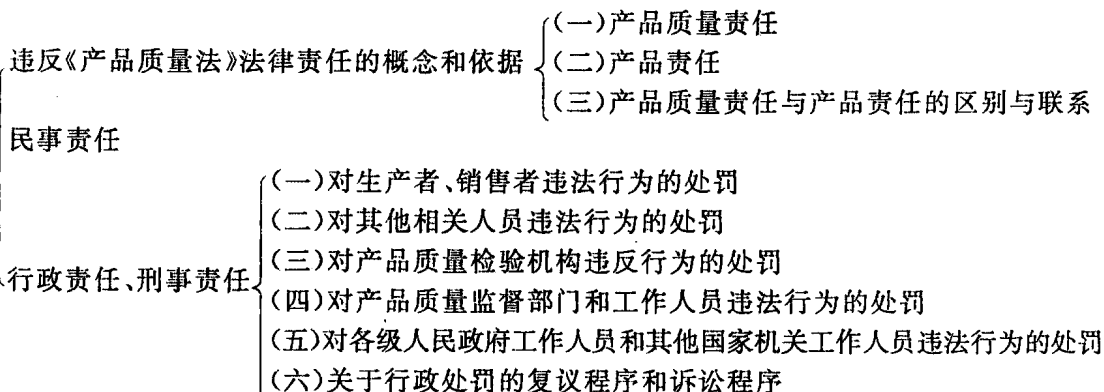 (一)产品质量责任
违反《产品质量法》法律责任的概念和依据
(二)产品责任
(三)产品质量责任与产品责任的区别与联系
民事责任
(一)对生产者、销售者违法行为的处罚
(二)对其他相关人员违法行为的处罚
(三)对产品质量检验机构违反行为的处罚
行政责任、刑事责任
(四)对产品质量监督部门和工作人员违法行为的处罚
(五)对各级人民政府工作人员和其他国家机关工作人员违法行为的处罚
(六)关于行政处罚的复议程序和诉讼程序